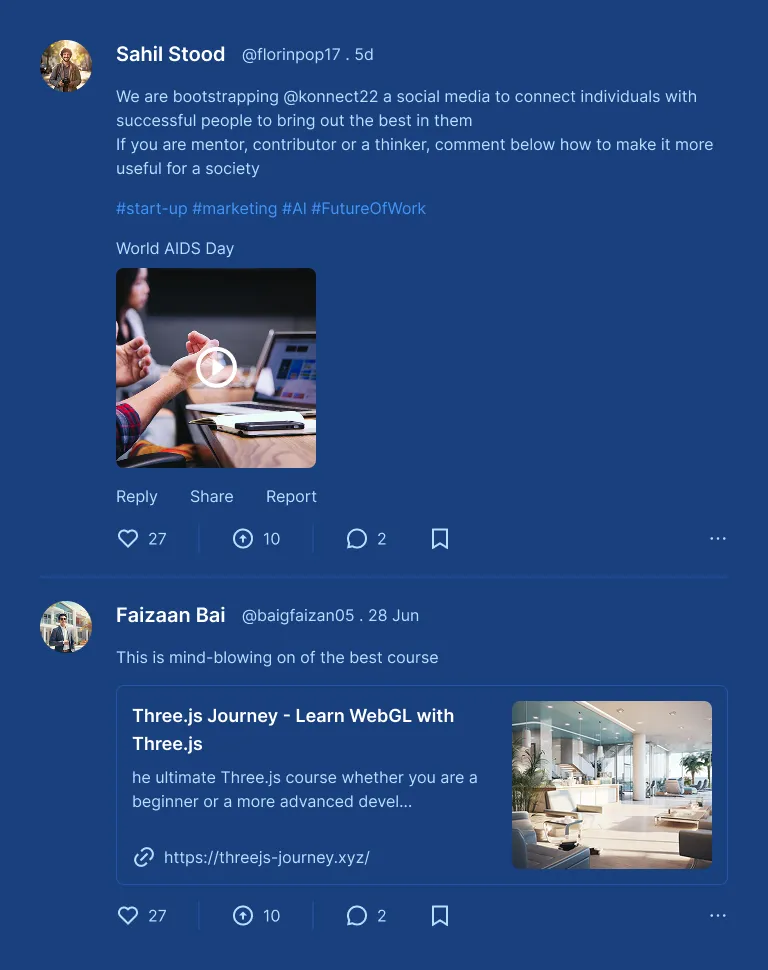 Sahil Stood @florinpop17 . 5d
We are bootstrapping @konnect22 a social media to connect individuals with
successful people to bring out the best in them
If you are mentor, contributor or a thinker, comment below how to make it more
useful for a society
#start-up #marketing #AI #FutureOfWork
World AIDS Day
Reply Share Report
27 10 2 ...
Faizaan Bai @baigfaizan05 . 28 Jun
This is mind-blowing on of the best course
Three.js Journey - Learn WebGL with
Three.js
he ultimate Three.js course whether you are a
beginner or a more advanced devel...
https://threejs-journey.xyz/
27 10 2 ...